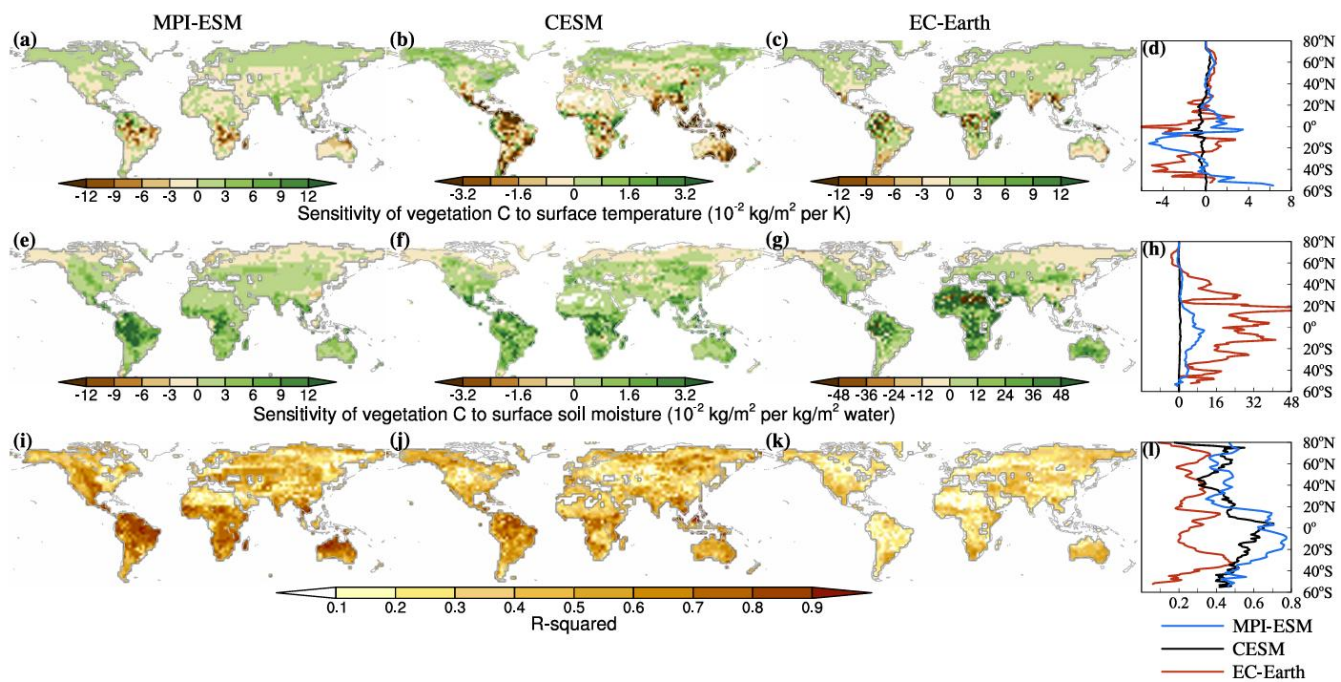 MPI-ESM CESM EC-Earth
(a) (b) (c) (d) 80°N
60°N
40°N
20°N
0°
20°S
40°S
60°S
-12 -9 -6 -3 0 3 6 9 12 -3.2 -1.6 0 1.6 3.2 -12 -9 -6 -3 0 3 6 9 12 -4 0 4 8
Sensitivity of vegetation C to surface temperature (10⁻² kg/m² per K)
(e) (f) (g) (h) 80°N
60°N
40°N
20°N
0°
20°S
40°S
60°S
-12 -9 -6 -3 0 3 6 9 12 -3.2 -1.6 0 1.6 3.2 -48 -36 -24 -12 0 12 24 36 48 0 16 32 48
Sensitivity of vegetation C to surface soil moisture (10⁻² kg/m² per kg/m² water)
(i) (j) (k) (l) 80°N
60°N
40°N
20°N
0°
20°S
40°S
60°S
0.1 0.2 0.3 0.4 0.5 0.6 0.7 0.8 0.9 0.2 0.4 0.6 0.8
R-squared
MPI-ESM
CESM
EC-Earth